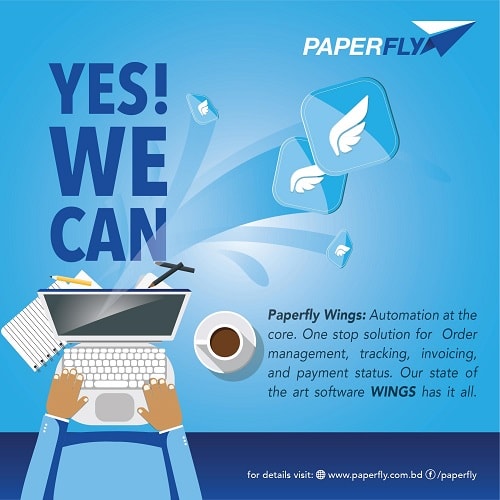 PAPERFLY
YES!
WE
CAN
Paperfly Wings: Automation at the
core. One stop solution for Order
management, tracking, invoicing,
and payment status. Our state of
the art software WINGS has it all.
for details visit: www.paperfly.com.bd /paperfly